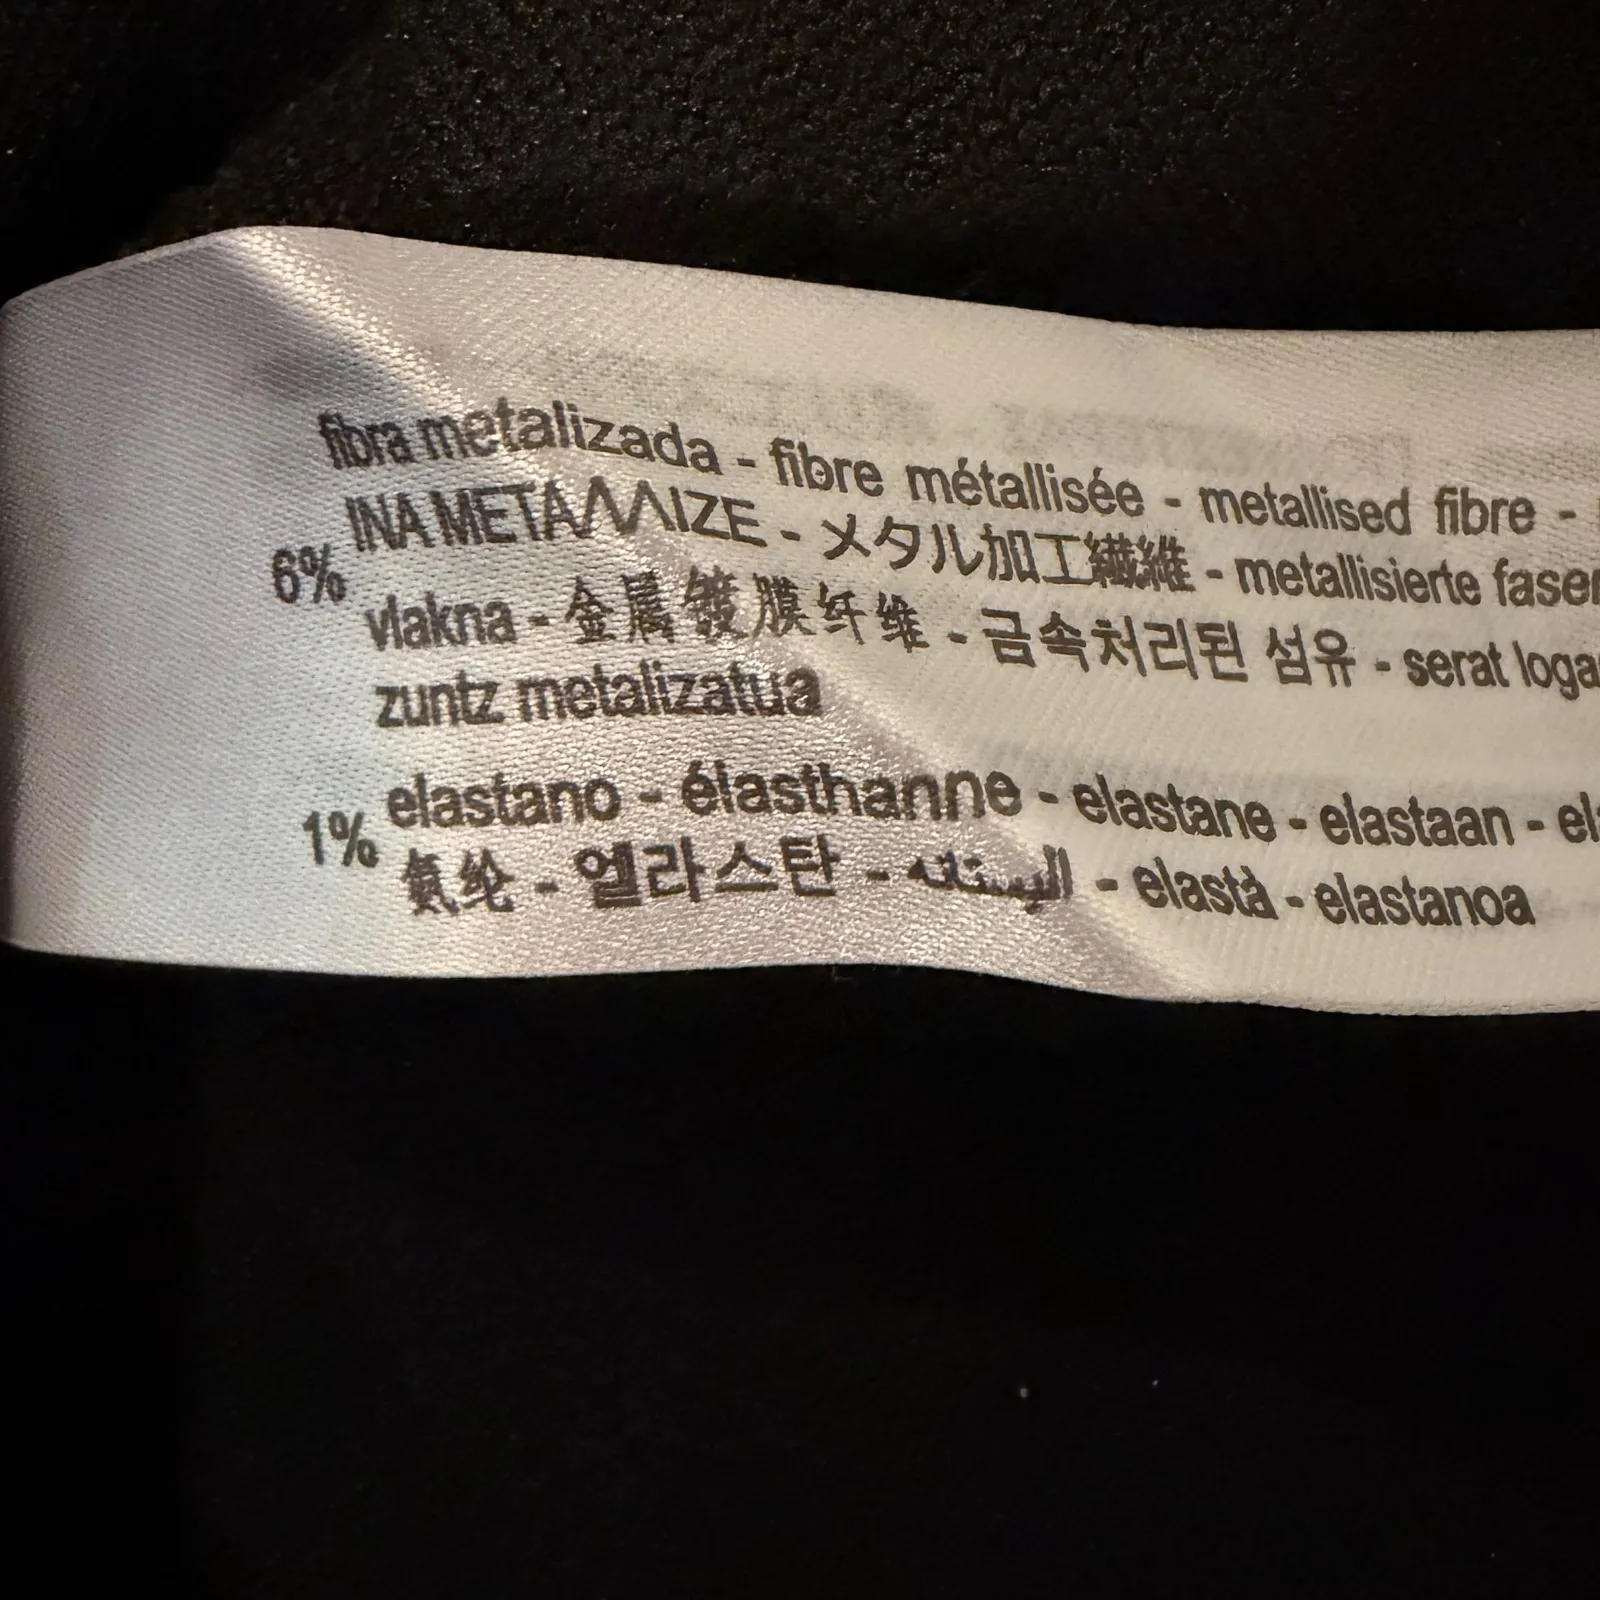 fibra metalizada - fibre métallisée - metallised fibre -
6% INA METAΛΛIZE - メタル加工繊維 - metallisierte faser
vlakna - 金属镀膜纤维 - 금속처리된 섬유 - serat loga
zuntz metalizatua
elastano - élasthanne - elastane - elastaan - el
1% 氨纶 - 엘라스탄 - - elastà - elastanoa